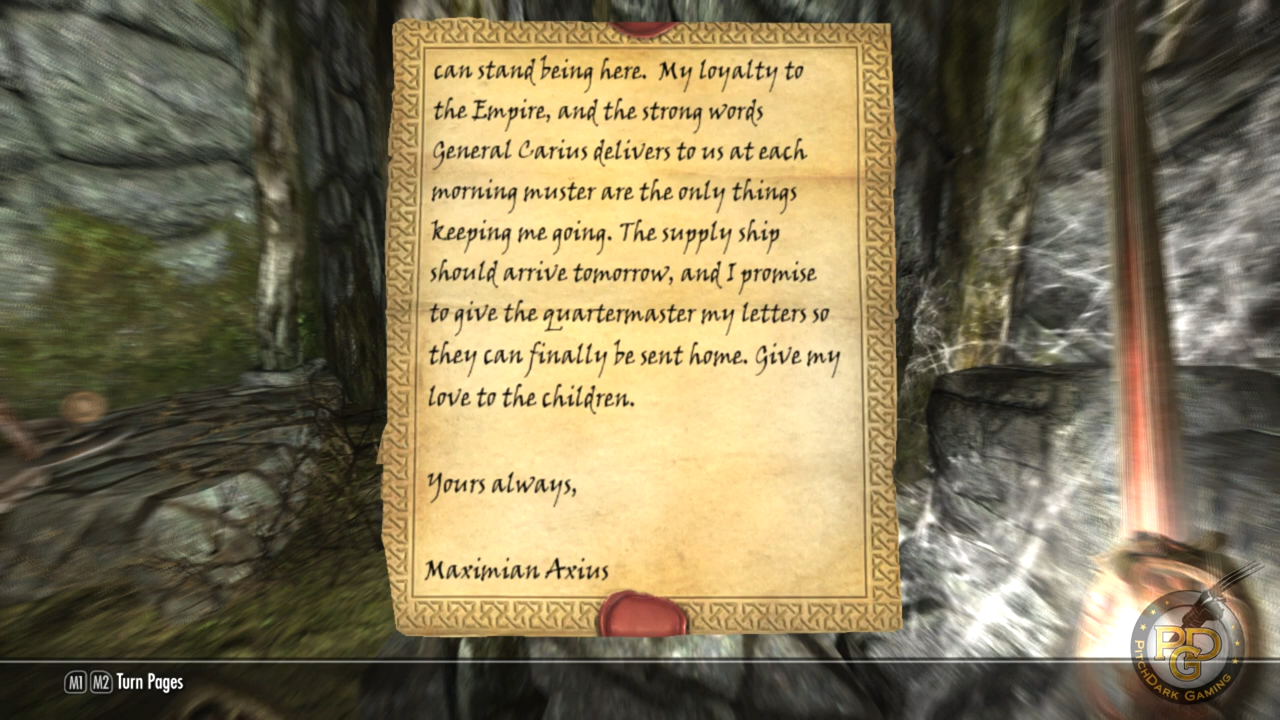 can stand being here. My loyalty to
the Empire, and the strong words
General Carius delivers to us at each
morning muster are the only things
keeping me going. The supply ship
should arrive tomorrow, and I promise
to give the quartermaster my letters so
they can finally be sent home. Give my
love to the children.
Yours always,
Maximian Axius
M1 M2 Turn Pages
PDG
PITCHDARK GAMING